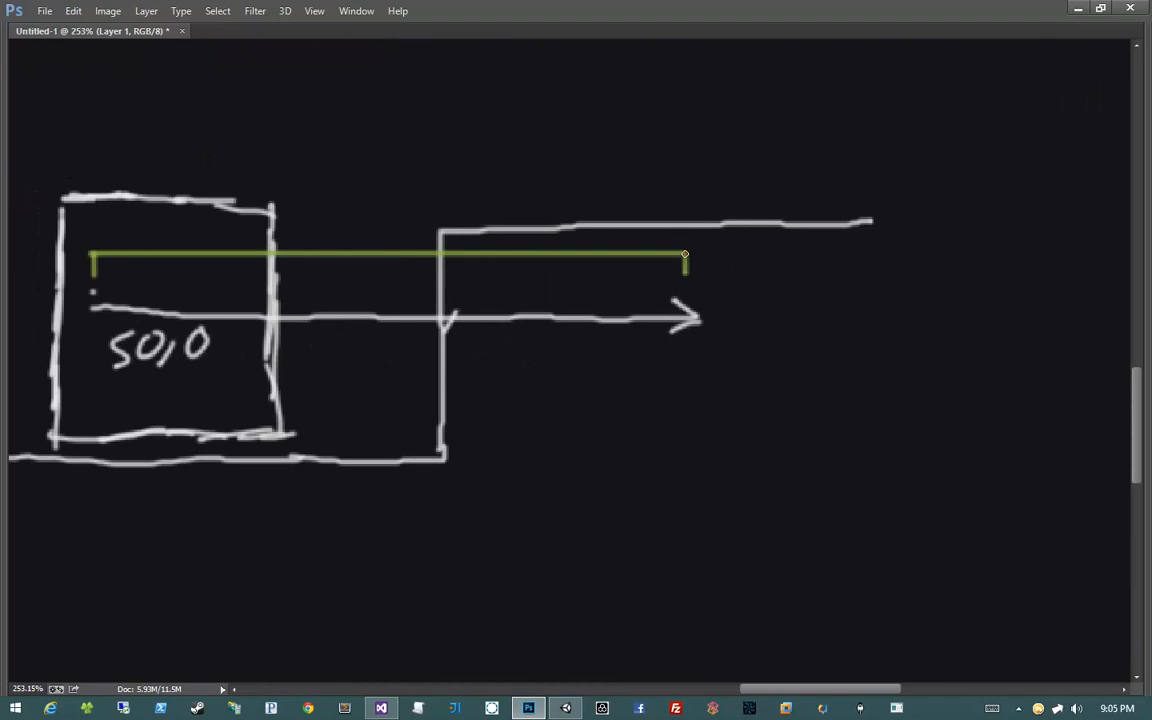 Ps File Edit Image Layer Type Select Filter 3D View Window Help
Untitled-1 @ 253% (Layer 1, RGB/8) *
50,0
253.15% Doc: 5.93M/11.5M
9:05 PM